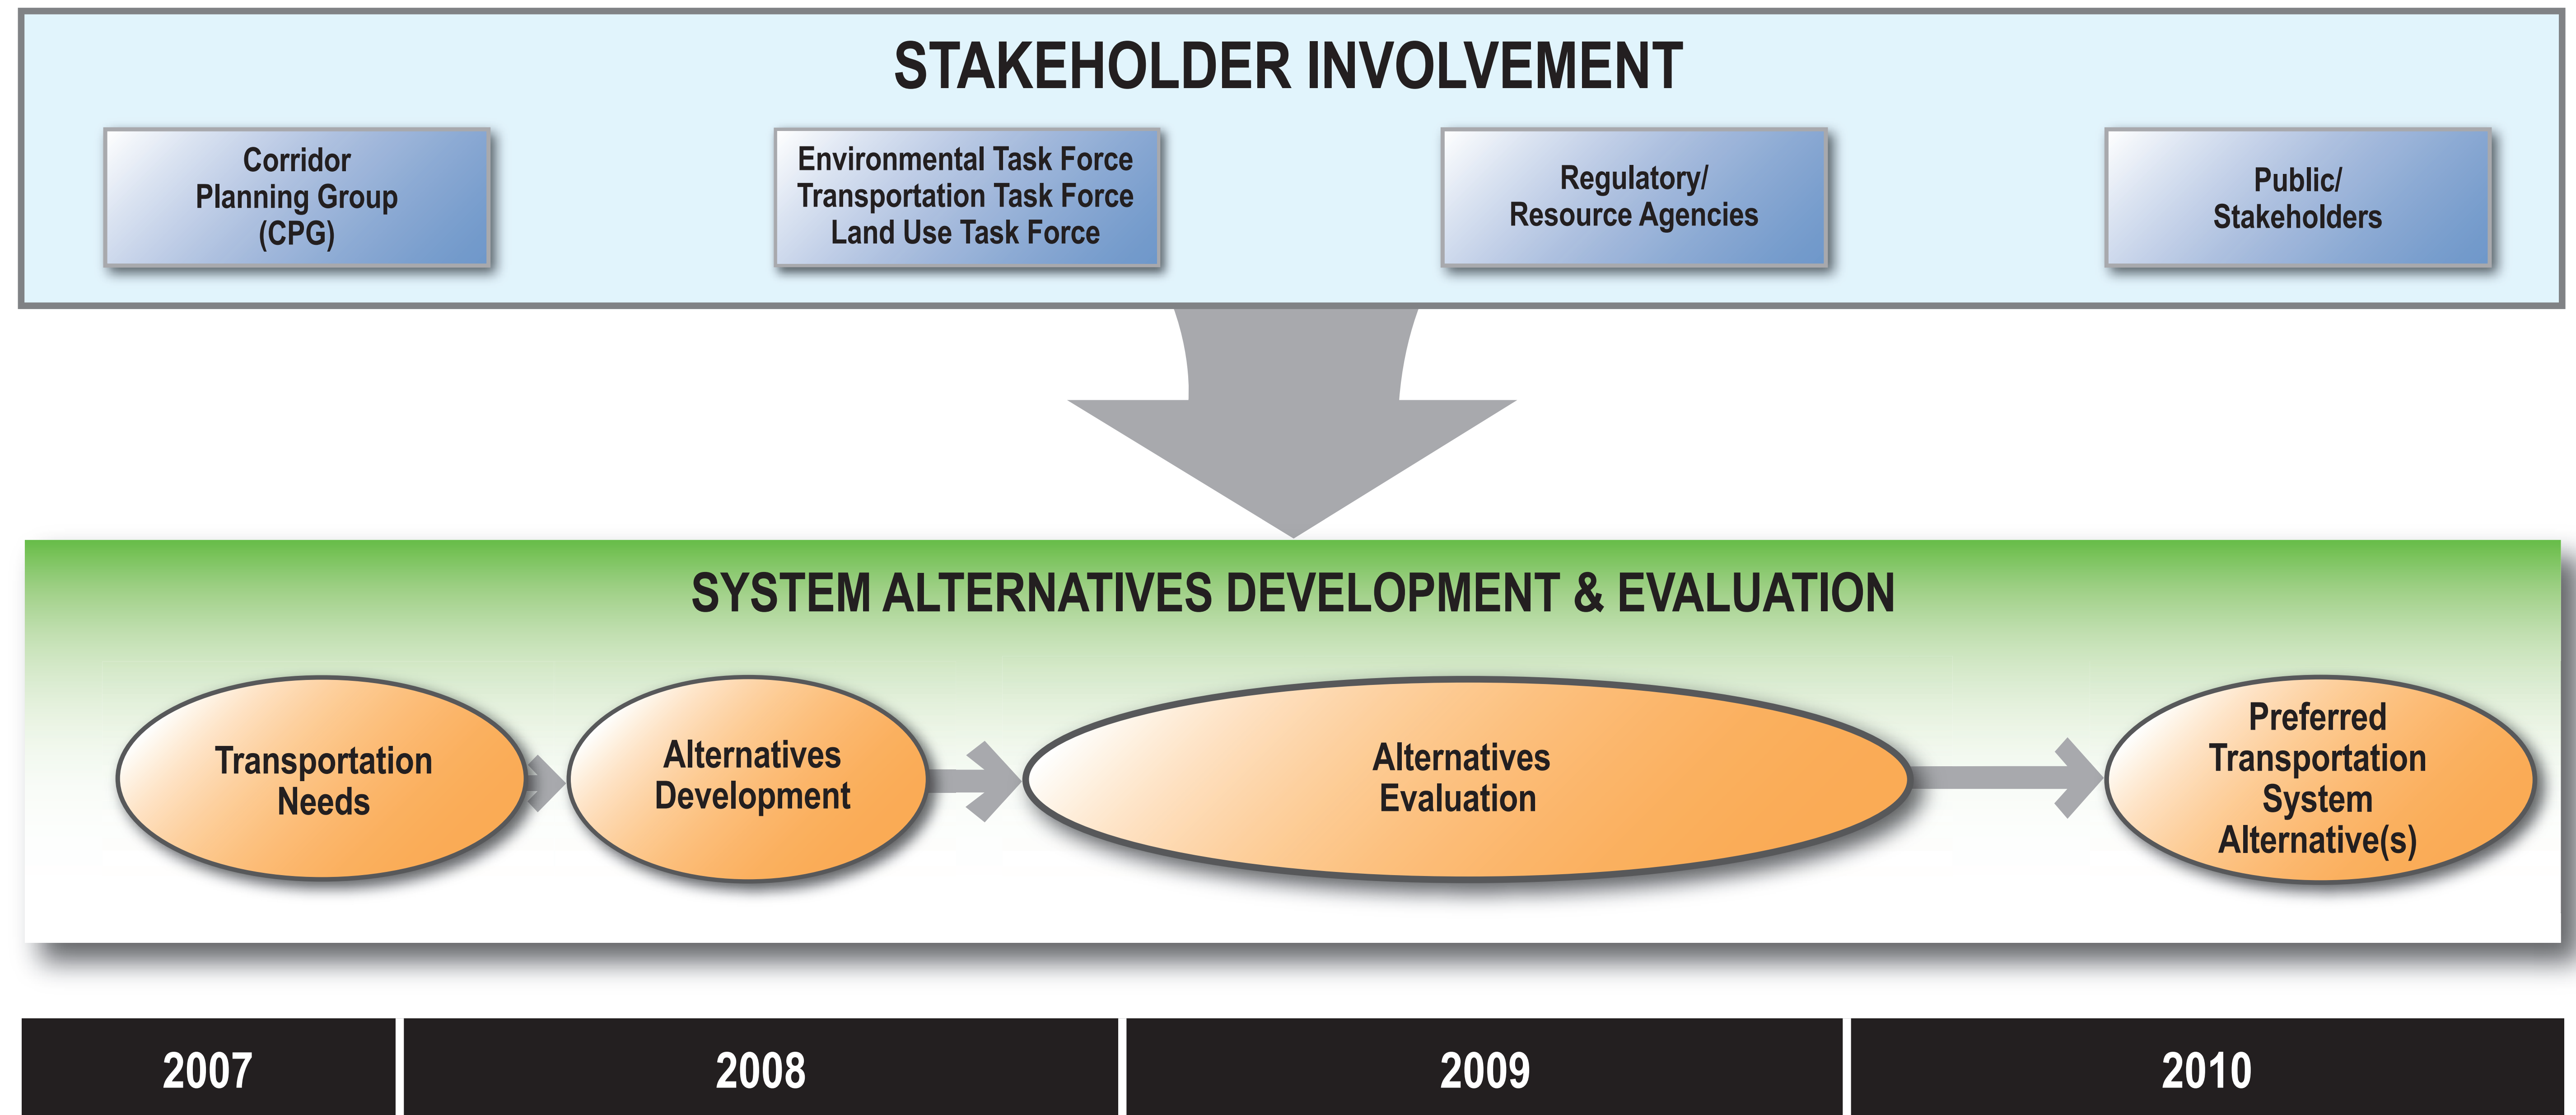 STAKEHOLDER INVOLVEMENT
Corridor
Planning Group
(CPG)
Environmental Task Force
Transportation Task Force
Land Use Task Force
Regulatory/
Resource Agencies
Public/
Stakeholders
SYSTEM ALTERNATIVES DEVELOPMENT & EVALUATION
Transportation
Needs
Alternatives
Development
Alternatives
Evaluation
Preferred
Transportation
System
Alternative(s)
2007
2008
2009
2010